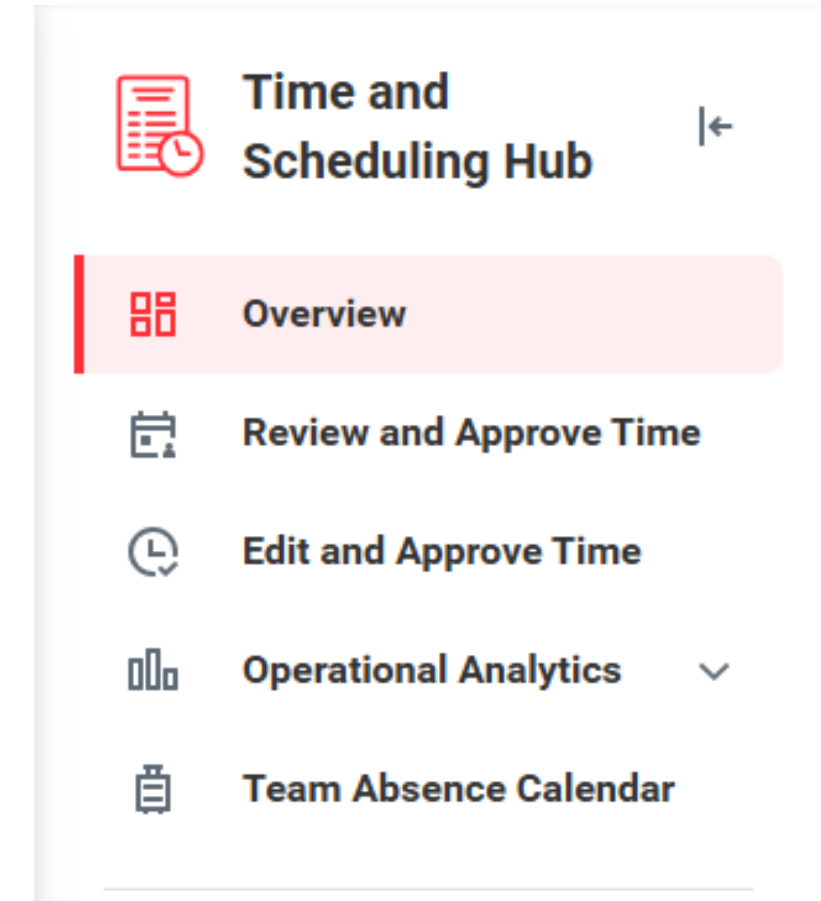 Time and
Scheduling Hub
Overview
Review and Approve Time
Edit and Approve Time
Operational Analytics
Team Absence Calendar